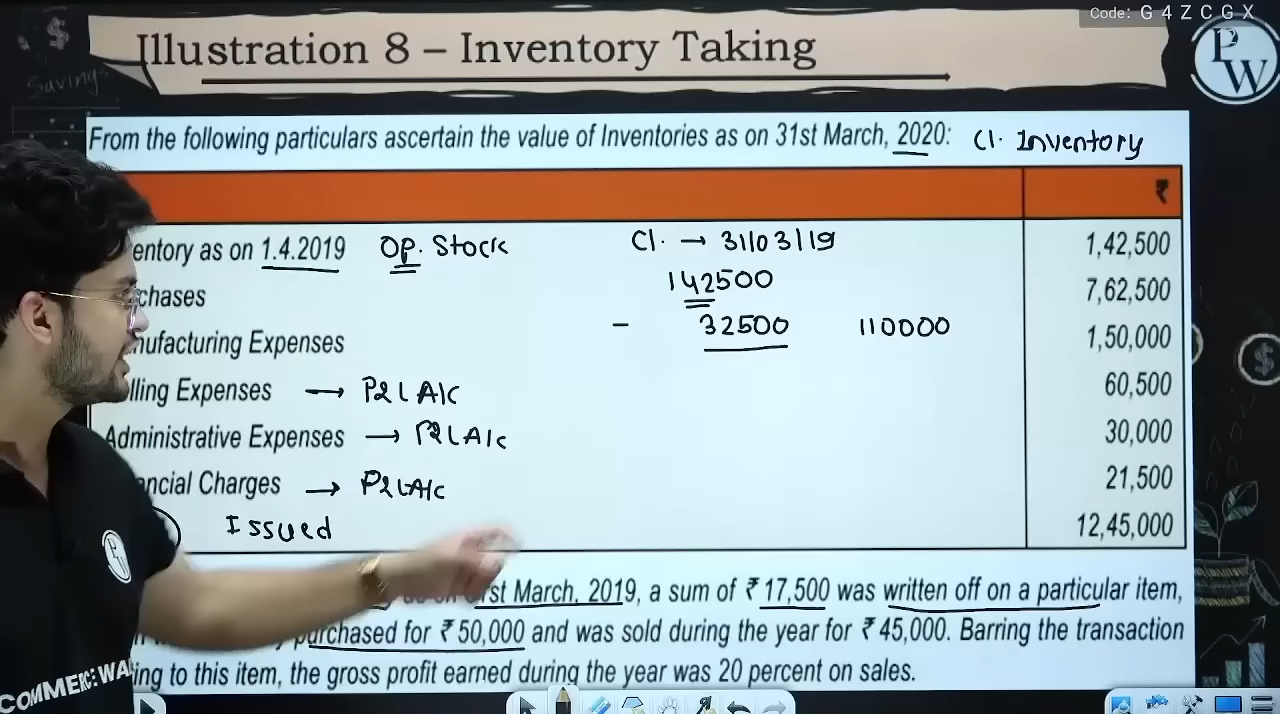 Code: G 4 Z C G X
Illustration 8 – Inventory Taking
PW
Savings
From the following particulars ascertain the value of Inventories as on 31st March, 2020: Cl. Inventory
₹
entory as on 1.4.2019 Op. Stock Cl. → 31/03/19 1,42,500
142500
chases 7,62,500
– 32500 110000
nufacturing Expenses 1,50,000
lling Expenses → P&L A/c 60,500
Administrative Expenses → P&L A/c 30,000
ancial Charges → P&L A/c 21,500
Issued 12,45,000
rst March, 2019, a sum of ₹ 17,500 was written off on a particular item,
purchased for ₹ 50,000 and was sold during the year for ₹ 45,000. Barring the transaction
ing to this item, the gross profit earned during the year was 20 percent on sales.
PW
COMMERCE WAL